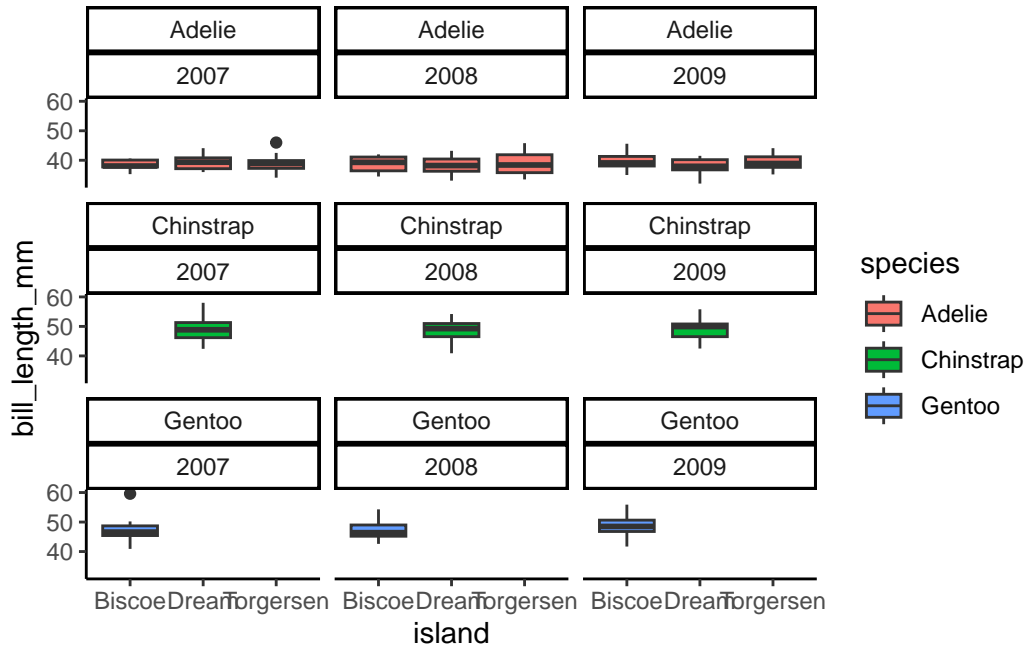 Adelie Adelie Adelie
2007 2008 2009
60
50
40
Chinstrap Chinstrap Chinstrap
2007 2008 2009
60
50
40
Gentoo Gentoo Gentoo
2007 2008 2009
60
50
40
Biscoe Dream Torgersen Biscoe Dream Torgersen Biscoe Dream Torgersen
island
bill_length_mm
species
Adelie
Chinstrap
Gentoo